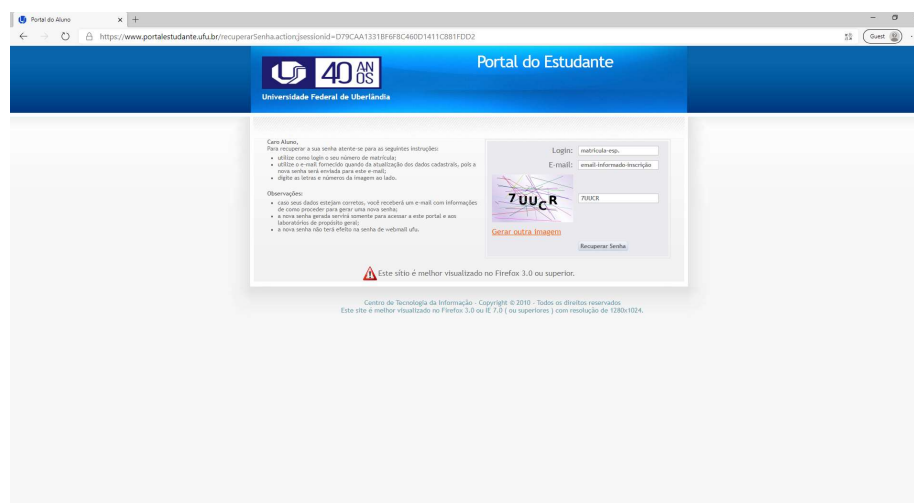 Portal do Aluno
https://www.portalestudante.ufu.br/recuperarSenha.action;jsessionid=D79CAA1331BF6F8C460D1411C881FDD2
Guest
40 ANOS
Universidade Federal de Uberlândia
Portal do Estudante
Caro Aluno,
Para recuperar a sua senha atente-se para as seguintes instruções:
• utilize como login o seu número de matrícula;
• utilize o e-mail fornecido quando da atualização dos dados cadastrais, pois a
nova senha será enviada para este e-mail;
• digite as letras e números da imagem ao lado.
Observações:
• caso seus dados estejam corretos, você receberá um e-mail com informações
de como proceder para gerar uma nova senha;
• a nova senha gerada servirá somente para acessar a este portal e aos
laboratórios de propósito geral;
• a nova senha não terá efeito na senha de webmail ufu.
Login: matrícula-esp.
E-mail: email-informado-inscrição
7UUCR
7UUCR
Gerar outra Imagem
Recuperar Senha
Este sítio é melhor visualizado no Firefox 3.0 ou superior.
Centro de Tecnologia da Informação - Copyright © 2010 - Todos os direitos reservados
Este site é melhor visualizado no Firefox 3.0 ou IE 7.0 ( ou superiores ) com resolução de 1280x1024.